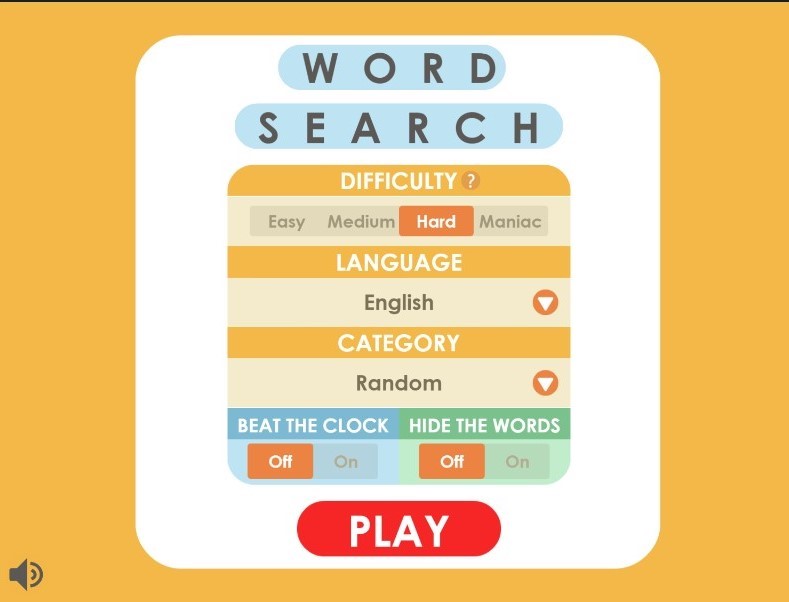 WORD
SEARCH
DIFFICULTY ?
Easy Medium Hard Maniac
LANGUAGE
English
CATEGORY
Random
BEAT THE CLOCK HIDE THE WORDS
Off On Off On
PLAY